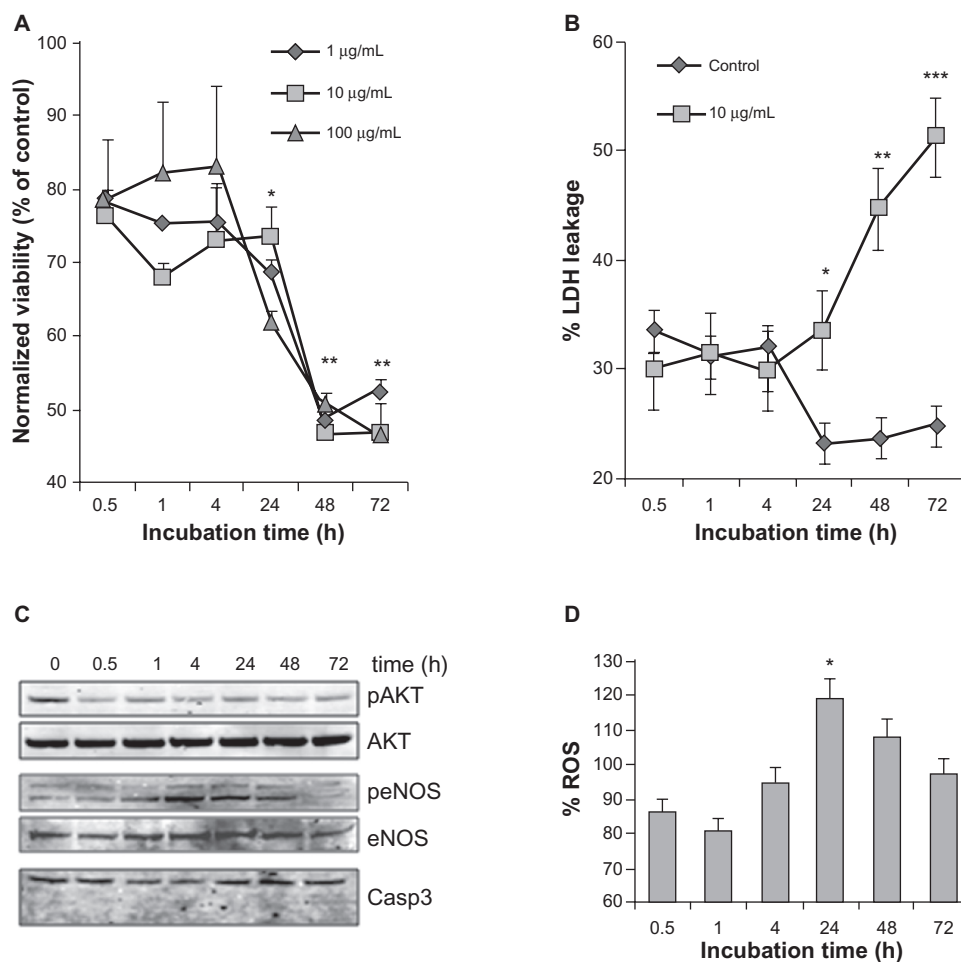 A
Normalized viability (% of control)
100
90
80
70
60
50
40
1 µg/mL
10 µg/mL
100 µg/mL
*
**
**
0.5 1 4 24 48 72
Incubation time (h)
B
% LDH leakage
60
50
40
30
20
Control
10 µg/mL
*
**
***
0.5 1 4 24 48 72
Incubation time (h)
C
0 0.5 1 4 24 48 72 time (h)
pAKT
AKT
peNOS
eNOS
Casp3
D
% ROS
130
120
110
100
90
80
70
60
*
0.5 1 4 24 48 72
Incubation time (h)